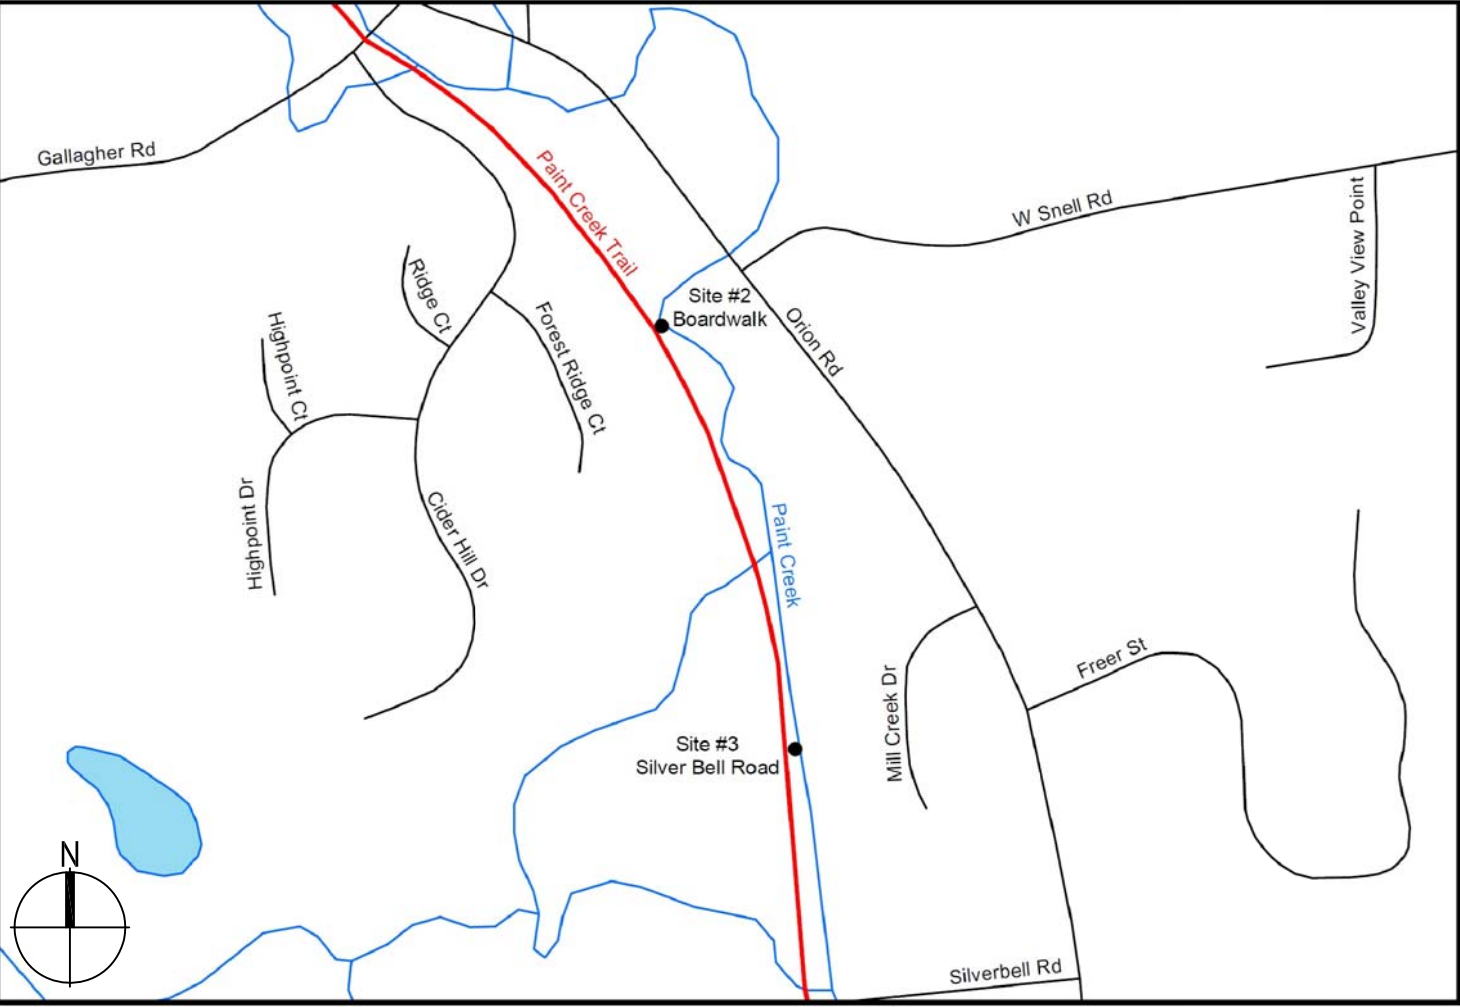 Gallagher Rd
Paint Creek Trail
W Snell Rd
Valley View Point
Ridge Ct
Site #2
Boardwalk
Orion Rd
Highpoint Ct
Forest Ridge Ct
Highpoint Dr
Cider Hill Dr
Paint Creek
Freer St
Mill Creek Dr
Site #3
Silver Bell Road
N
Silverbell Rd